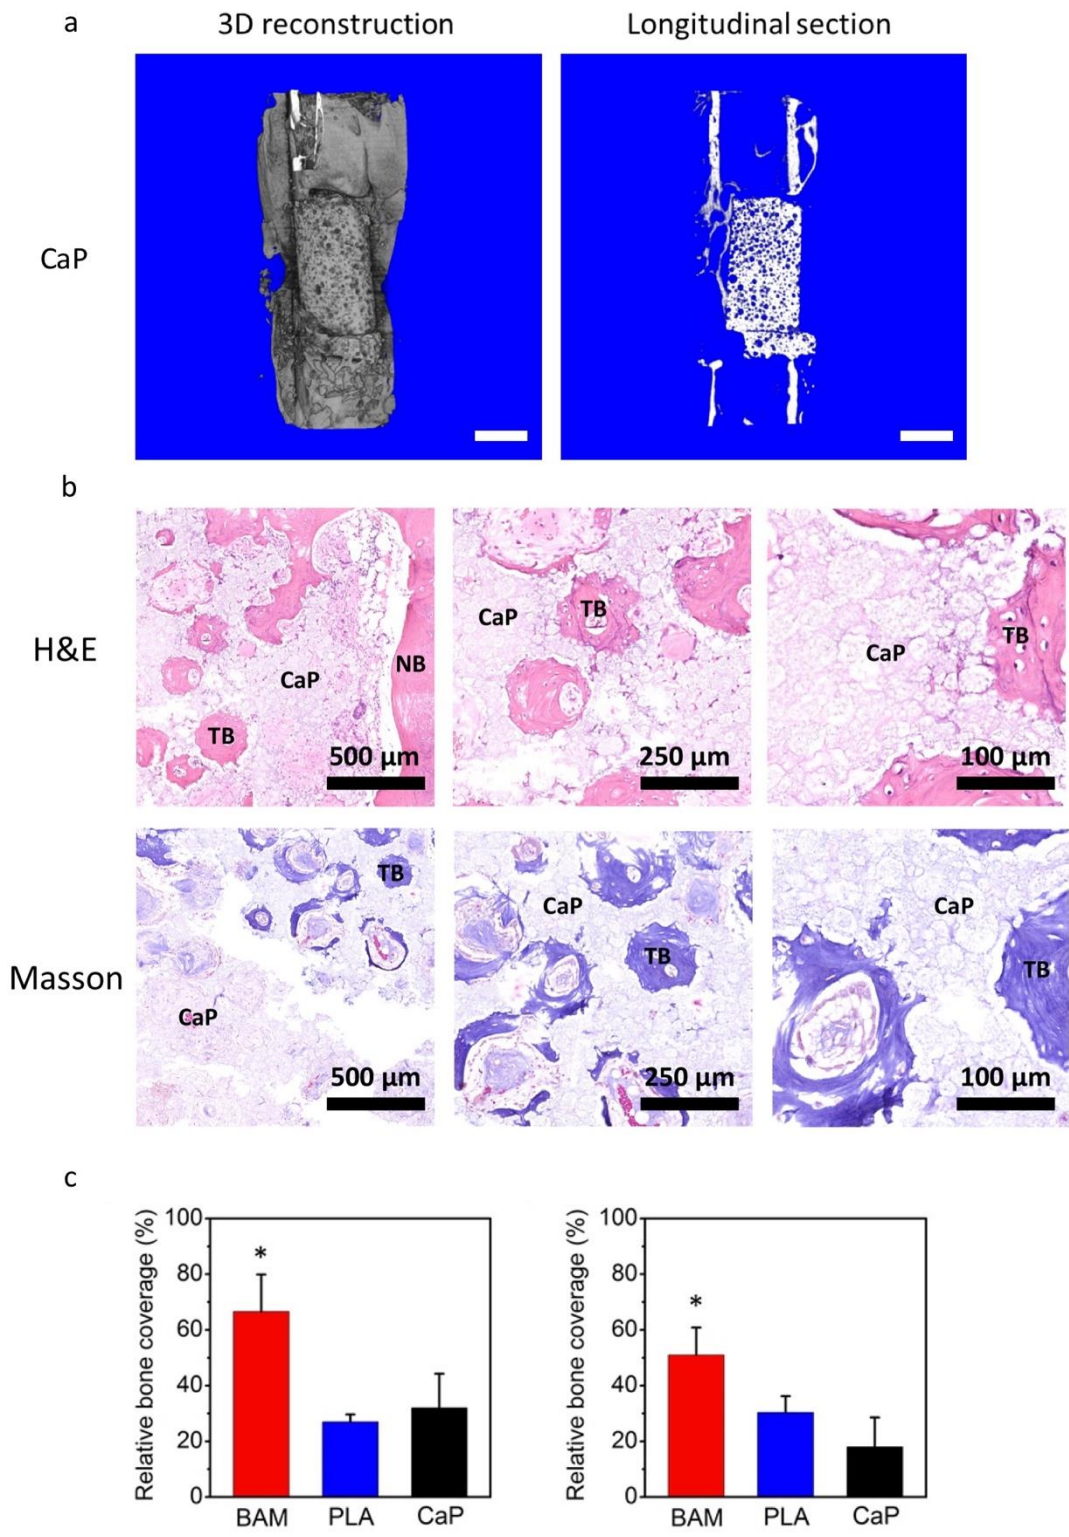 a
3D reconstruction
Longitudinal section
CaP
b
H&E
CaP
NB
TB
500 µm
CaP
TB
250 µm
CaP
TB
100 µm
Masson
TB
CaP
500 µm
CaP
TB
250 µm
CaP
TB
100 µm
c
Relative bone coverage (%)
100
80
60
40
20
0
*
BAM
PLA
CaP
Relative bone coverage (%)
100
80
60
40
20
0
*
BAM
PLA
CaP